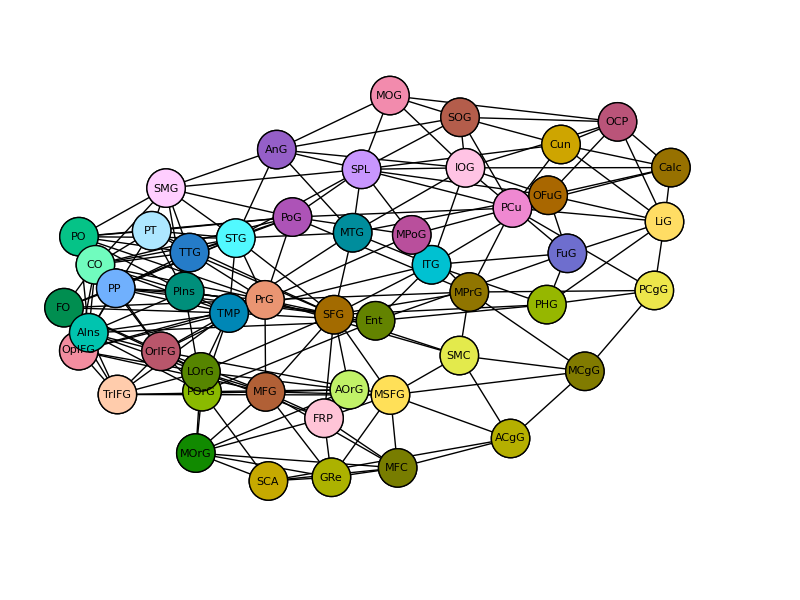 MOG
SOG
OCP
Cun
AnG
SPL
IOG
Calc
SMG
OFuG
PCu
PoG
LiG
PT
MTG
MPoG
PO
STG
TTG
FuG
CO
ITG
PP
PIns
PCgG
MPrG
PrG
PHG
FO
TMP
SFG
Ent
AIns
OpIFG
OrIFG
SMC
LOrG
MCgG
POrG
MFG
AOrG
TrIFG
MSFG
FRP
ACgG
MOrG
MFC
GRe
SCA